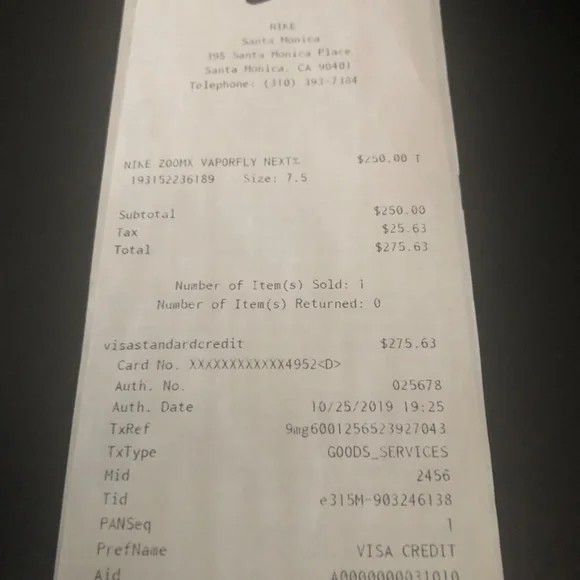 NIKE
Santa Monica
395 Santa Monica Place
Santa Monica, CA 90401
Telephone: (310) 393-7384
NIKE ZOOMX VAPORFLY NEXT% $250.00 T
193152236189 Size: 7.5
Subtotal $250.00
Tax $25.63
Total $275.63
Number of Item(s) Sold: 1
Number of Item(s) Returned: 0
visastandardcredit $275.63
Card No. XXXXXXXXXXXX4952<D>
Auth. No. 025678
Auth. Date 10/25/2019 19:25
TxRef 9mg6001256523927043
TxType GOODS_SERVICES
Mid 2456
Tid e315M-903246138
PANSeq 1
PrefName VISA CREDIT
Aid A0000000031010